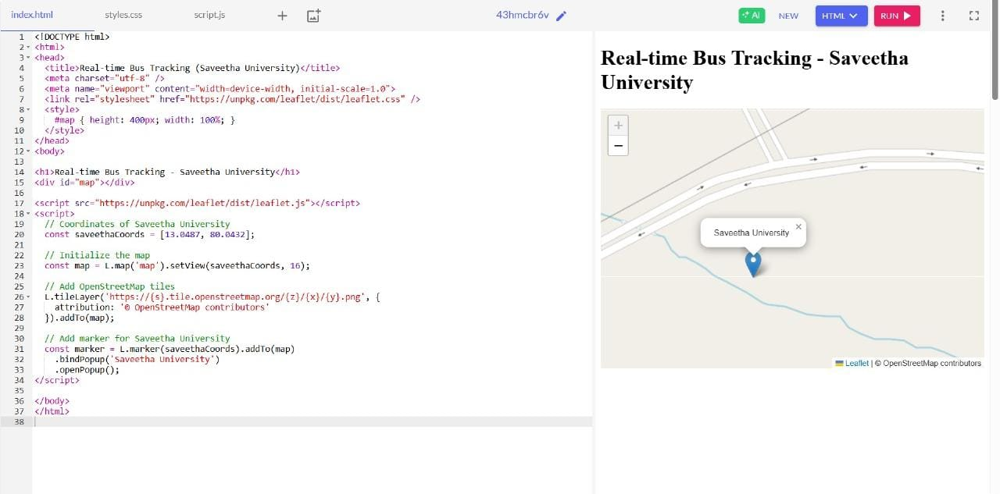 index.html styles.css script.js 43hmcbr6v AI NEW HTML RUN
1 <!DOCTYPE html>
2 <html>
3 <head>
4 <title>Real-time Bus Tracking (Saveetha University)</title>
5 <meta charset="utf-8" />
6 <meta name="viewport" content="width=device-width, initial-scale=1.0">
7 <link rel="stylesheet" href="https://unpkg.com/leaflet/dist/leaflet.css" />
8 <style>
9 #map { height: 400px; width: 100%; }
10 </style>
11 </head>
12 <body>
13
14 <h1>Real-time Bus Tracking - Saveetha University</h1>
15 <div id="map"></div>
16
17 <script src="https://unpkg.com/leaflet/dist/leaflet.js"></script>
18 <script>
19 // Coordinates of Saveetha University
20 const saveethaCoords = [13.0487, 80.0432];
21
22 // Initialize the map
23 const map = L.map('map').setView(saveethaCoords, 16);
24
25 // Add OpenStreetMap tiles
26 L.tileLayer('https://{s}.tile.openstreetmap.org/{z}/{x}/{y}.png', {
27 attribution: '© OpenStreetMap contributors'
28 }).addTo(map);
29
30 // Add marker for Saveetha University
31 const marker = L.marker(saveethaCoords).addTo(map)
32 .bindPopup('Saveetha University')
33 .openPopup();
34 </script>
35
36 </body>
37 </html>
38
Real-time Bus Tracking - Saveetha
University
+
−
Saveetha University ×
Leaflet | © OpenStreetMap contributors